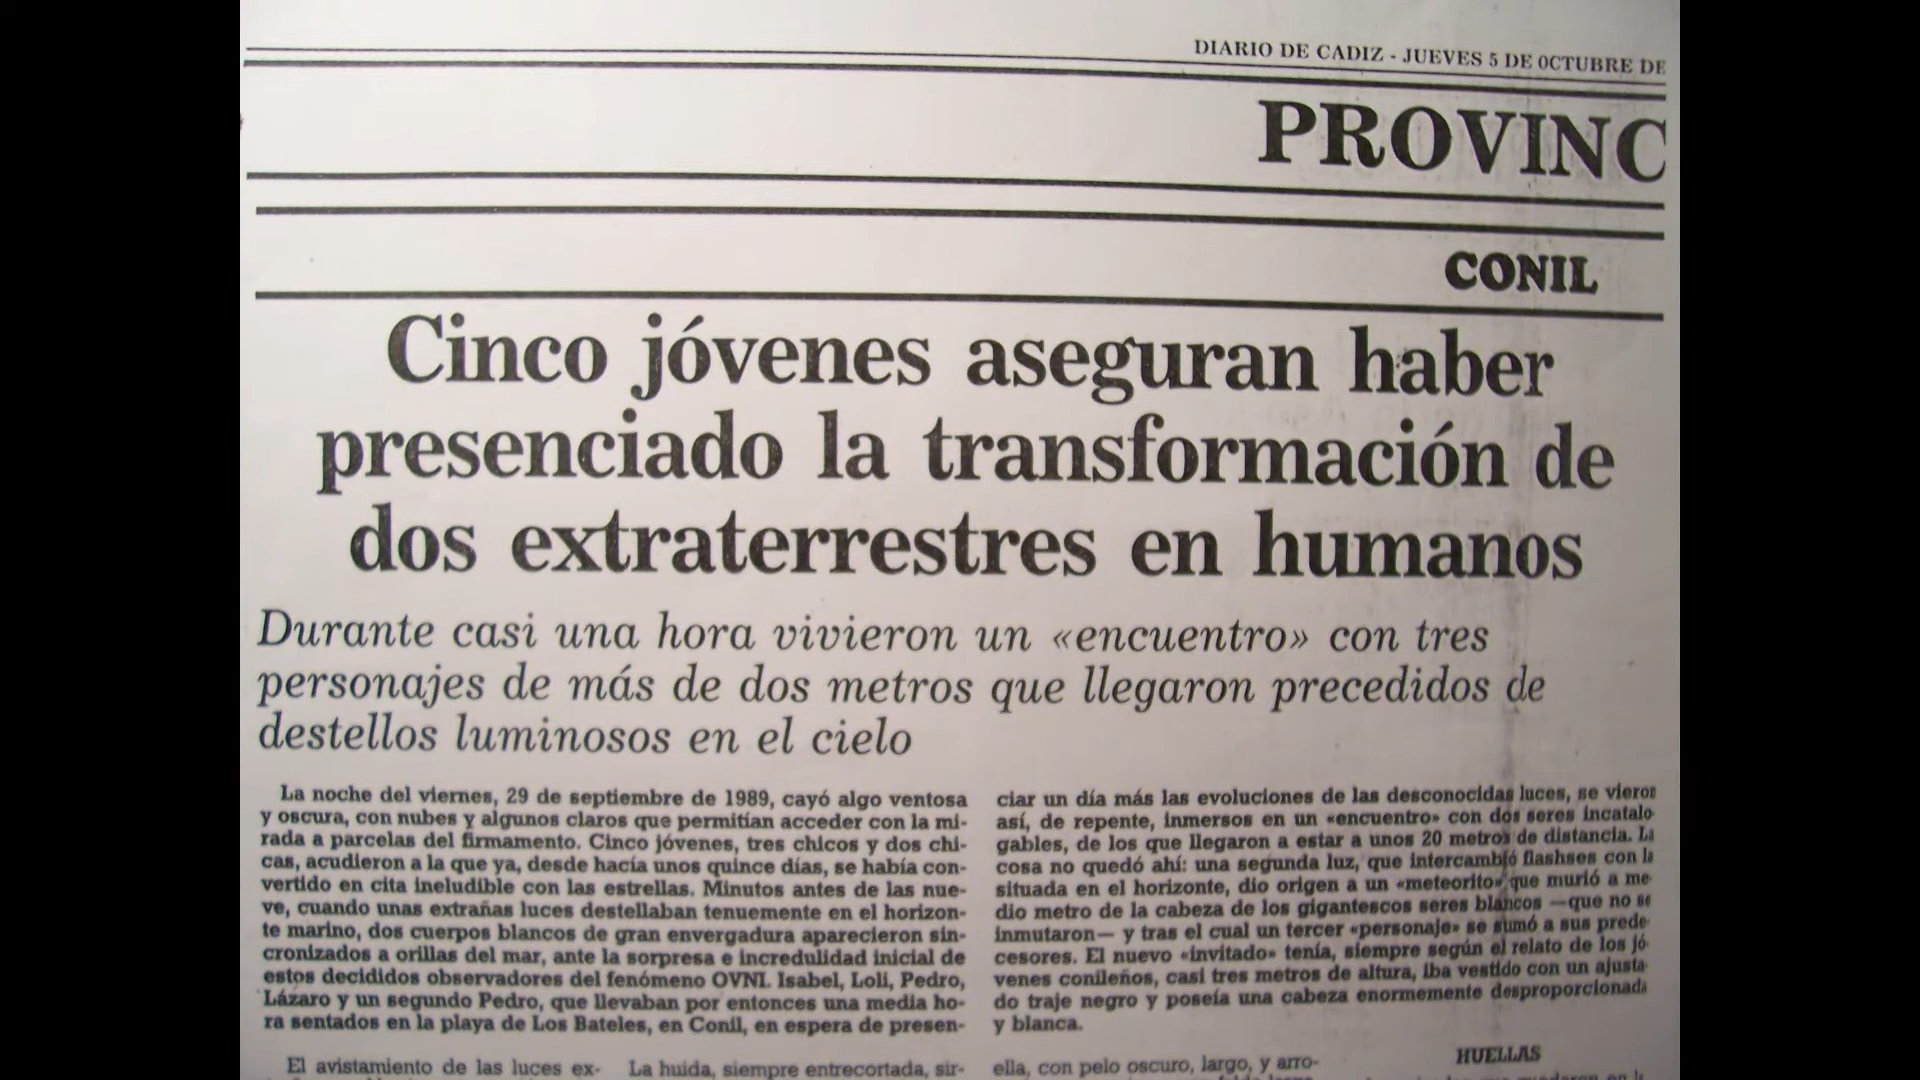 DIARIO DE CADIZ - JUEVES 5 DE OCTUBRE DE
PROVINC
CONIL
Cinco jóvenes aseguran haber
presenciado la transformación de
dos extraterrestres en humanos
Durante casi una hora vivieron un «encuentro» con tres
personajes de más de dos metros que llegaron precedidos de
destellos luminosos en el cielo
La noche del viernes, 29 de septiembre de 1989, cayó algo ventosa
y oscura, con nubes y algunos claros que permitían acceder con la mi-
rada a parcelas del firmamento. Cinco jóvenes, tres chicos y dos chi-
cas, acudieron a la que ya, desde hacía unos quince días, se había con-
vertido en cita ineludible con las estrellas. Minutos antes de las nue-
ve, cuando unas extrañas luces destellaban tenuemente en el horizon-
te marino, dos cuerpos blancos de gran envergadura aparecieron sin-
cronizados a orillas del mar, ante la sorpresa e incredulidad inicial de
estos decididos observadores del fenómeno OVNI. Isabel, Loli, Pedro,
Lázaro y un segundo Pedro, que llevaban por entonces una media ho-
ra sentados en la playa de Los Bateles, en Conil, en espera de presen-
ciar un día más las evoluciones de las desconocidas luces, se vieron
así, de repente, inmersos en un «encuentro» con dos seres incatalo
gables, de los que llegaron a estar a unos 20 metros de distancia. La
cosa no quedó ahí: una segunda luz, que intercambió flashses con la
situada en el horizonte, dio origen a un «meteorito» que murió a me-
dio metro de la cabeza de los gigantescos seres blancos —que no se
inmutaron— y tras el cual un tercer «personaje» se sumó a sus prede-
cesores. El nuevo «invitado» tenía, siempre según el relato de los jó-
venes conileños, casi tres metros de altura, iba vestido con un ajusta-
do traje negro y poseía una cabeza enormemente desproporcionada
y blanca.
El avistamiento de las luces ex-
La huida, siempre entrecortada, sir-
ella, con pelo oscuro, largo, y arro-
HUELLAS